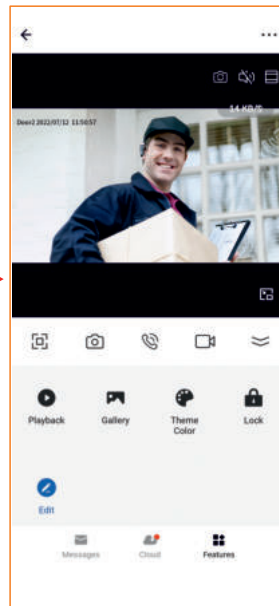 14 KB/S
Door2 2022/07/12 11:50:57
Playback
Gallery
Theme
Color
Lock
Edit
Messages
Cloud
Features